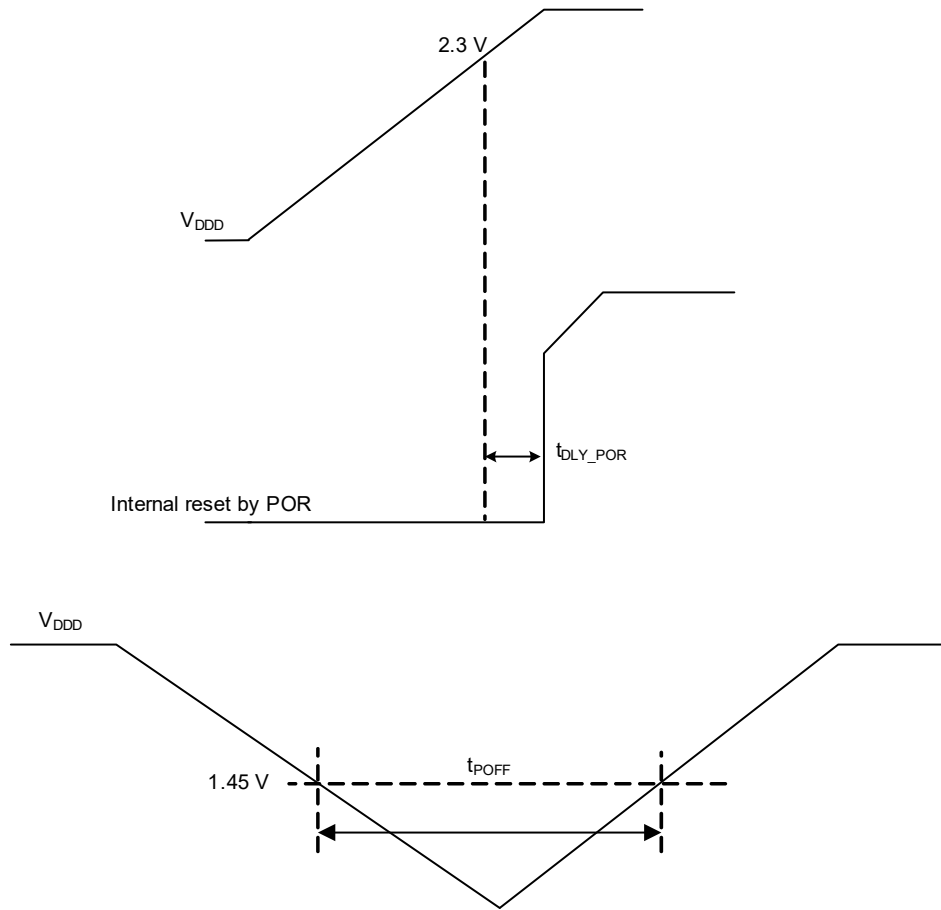 2.3 V
VDDD
tDLY_POR
Internal reset by POR
VDDD
tPOFF
1.45 V